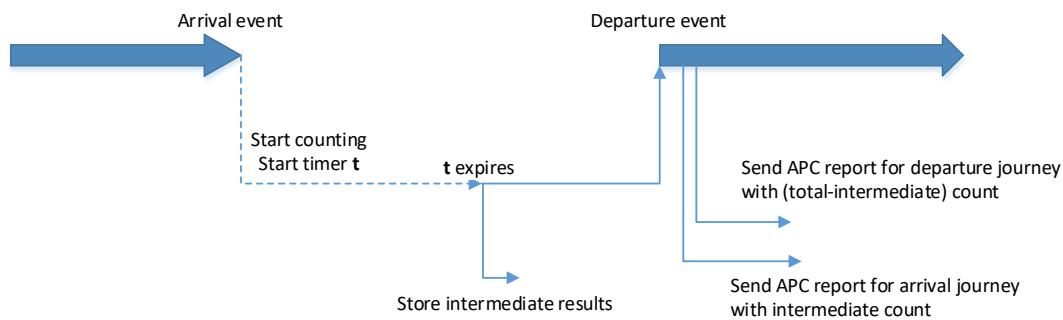 Arrival event
Departure event
Start counting
Start timer t
t expires
Send APC report for departure journey
with (total-intermediate) count
Store intermediate results
Send APC report for arrival journey
with intermediate count